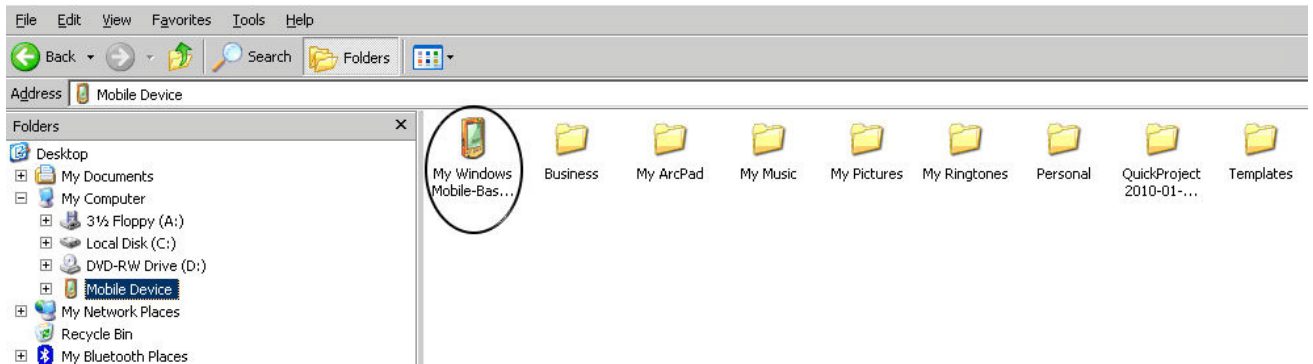 File Edit View Favorites Tools Help
Back Search Folders
Address Mobile Device
Folders
Desktop
My Documents
My Computer
3½ Floppy (A:)
Local Disk (C:)
DVD-RW Drive (D:)
Mobile Device
My Network Places
Recycle Bin
My Bluetooth Places
My Windows
Mobile-Bas...
Business
My ArcPad
My Music
My Pictures
My Ringtones
Personal
QuickProject
2010-01-...
Templates